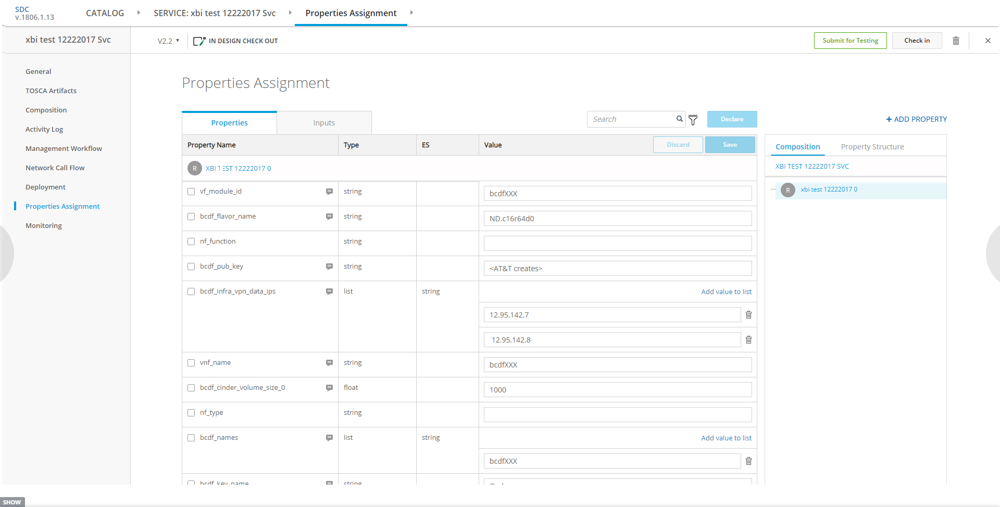 SDC
v.1806.1.13
CATALOG
SERVICE: xbi test 12222017 Svc
Properties Assignment
xbi test 12222017 Svc
V2.2
IN DESIGN CHECK OUT
Submit for Testing
Check in
General
TOSCA Artifacts
Composition
Activity Log
Management Workflow
Network Call Flow
Deployment
Properties Assignment
Monitoring
Properties Assignment
Properties
Inputs
Search
Declare
+ ADD PROPERTY
Property Name
Type
ES
Value
Discard
Save
R
XBI TEST 12222017 0
vf_module_id
string
bcdfXXX
bcdf_flavor_name
string
ND.c16r64d0
nf_function
string
bcdf_pub_key
string
<AT&T creates>
bcdf_infra_vpn_data_ips
list
string
Add value to list
12.95.142.7
12.95.142.8
vnf_name
string
bcdfXXX
bcdf_cinder_volume_size_0
float
1000
nf_type
string
bcdf_names
list
string
Add value to list
bcdfXXX
bcdf_key_name
string
Composition
Property Structure
XBI TEST 12222017 SVC
R
xbi test 12222017 0
SHOW